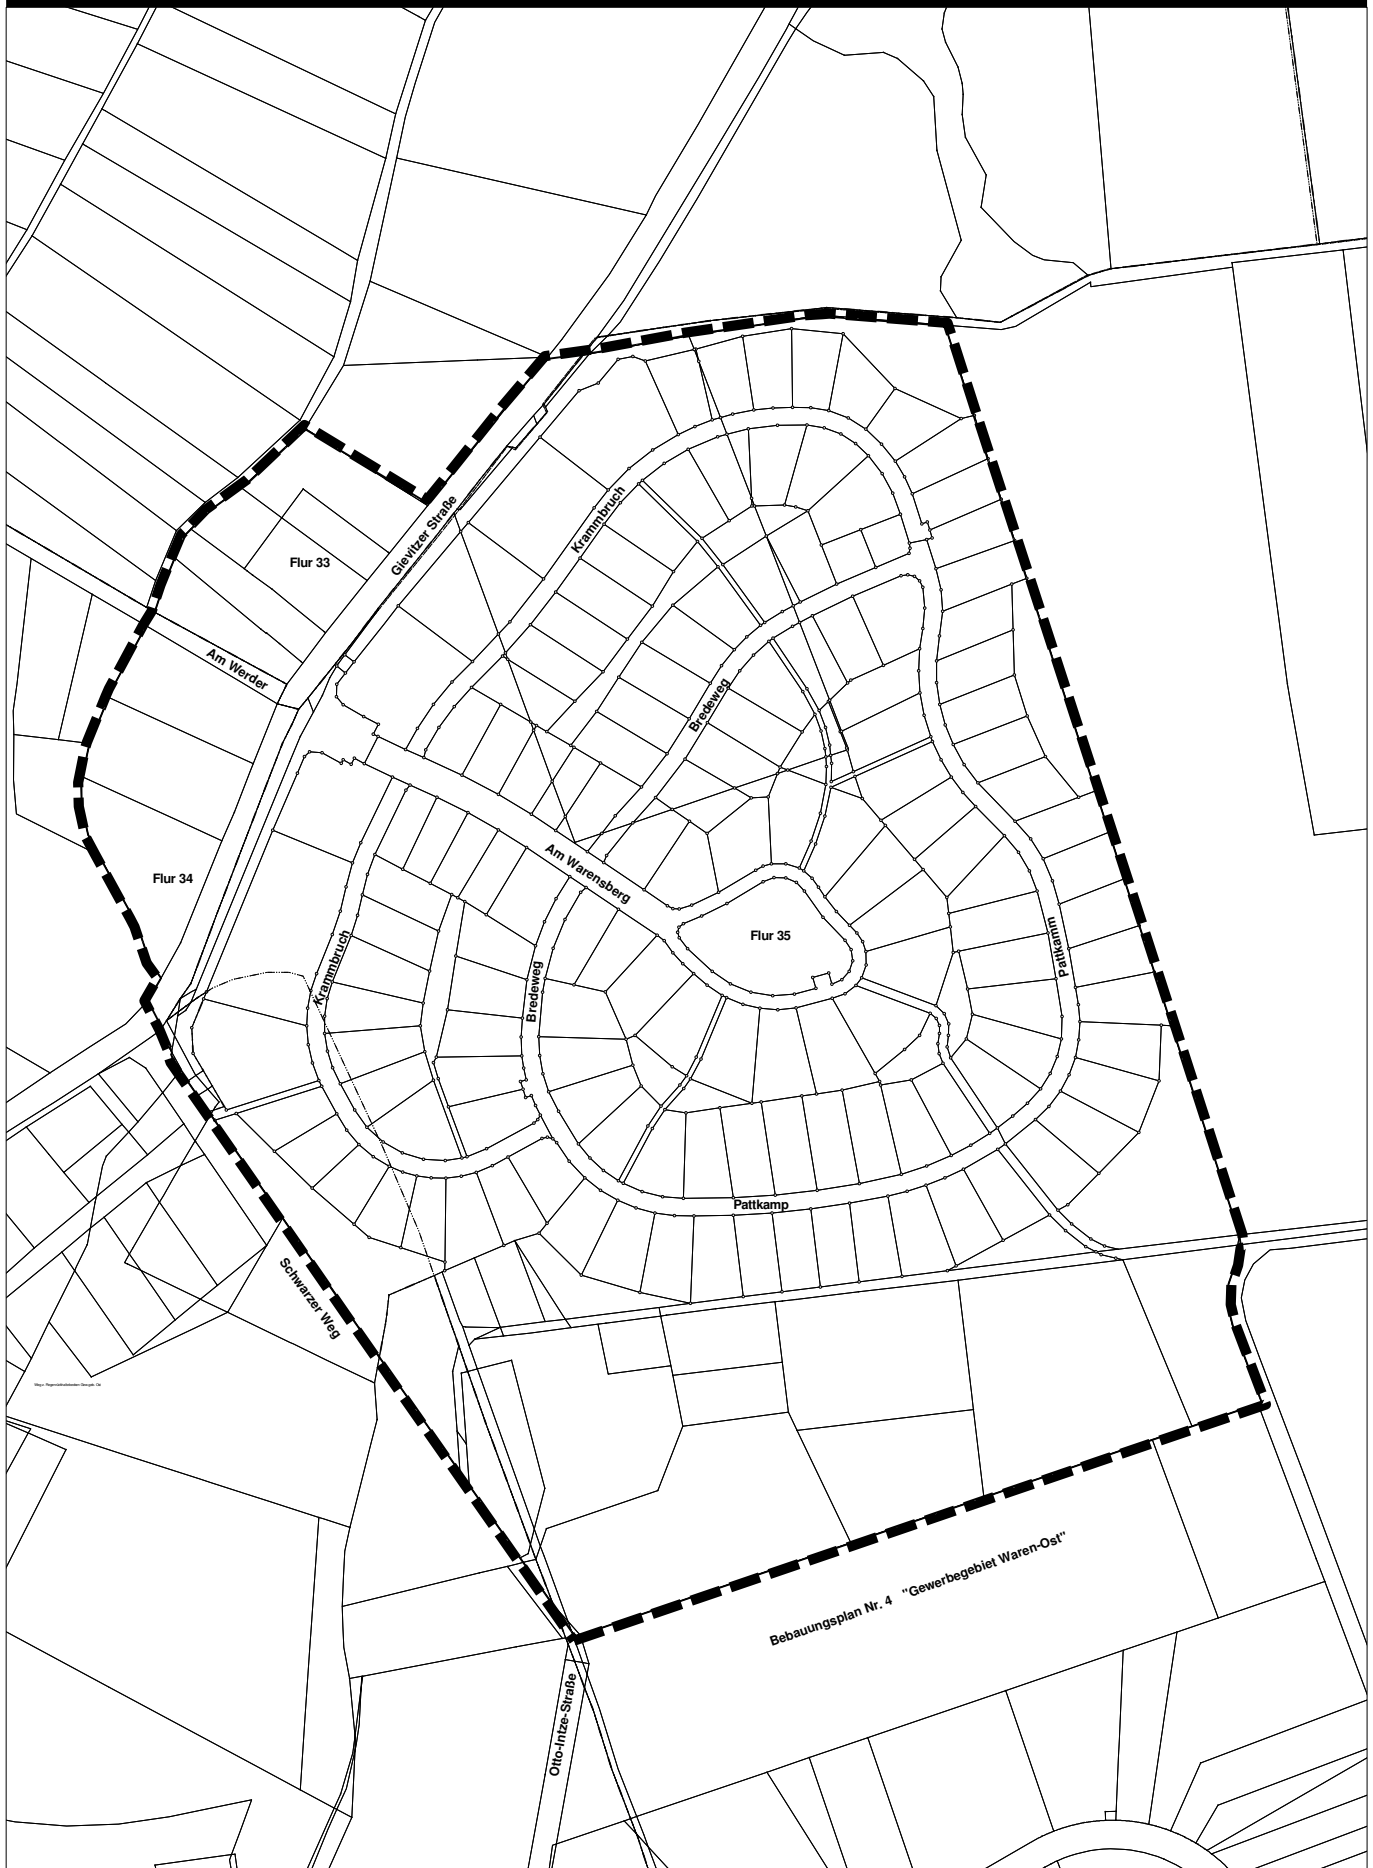 Krammbruch
Gievitzer Straße
Flur 33
Am Werder
Bredeweg
Am Warensberg
Flur 34
Flur 35
Pattkamm
Krammbruch
Bredeweg
Pattkamp
Schwarzer Weg
Bebauungsplan Nr. 4 "Gewerbegebiet Waren-Ost"
Otto-Intze-Straße